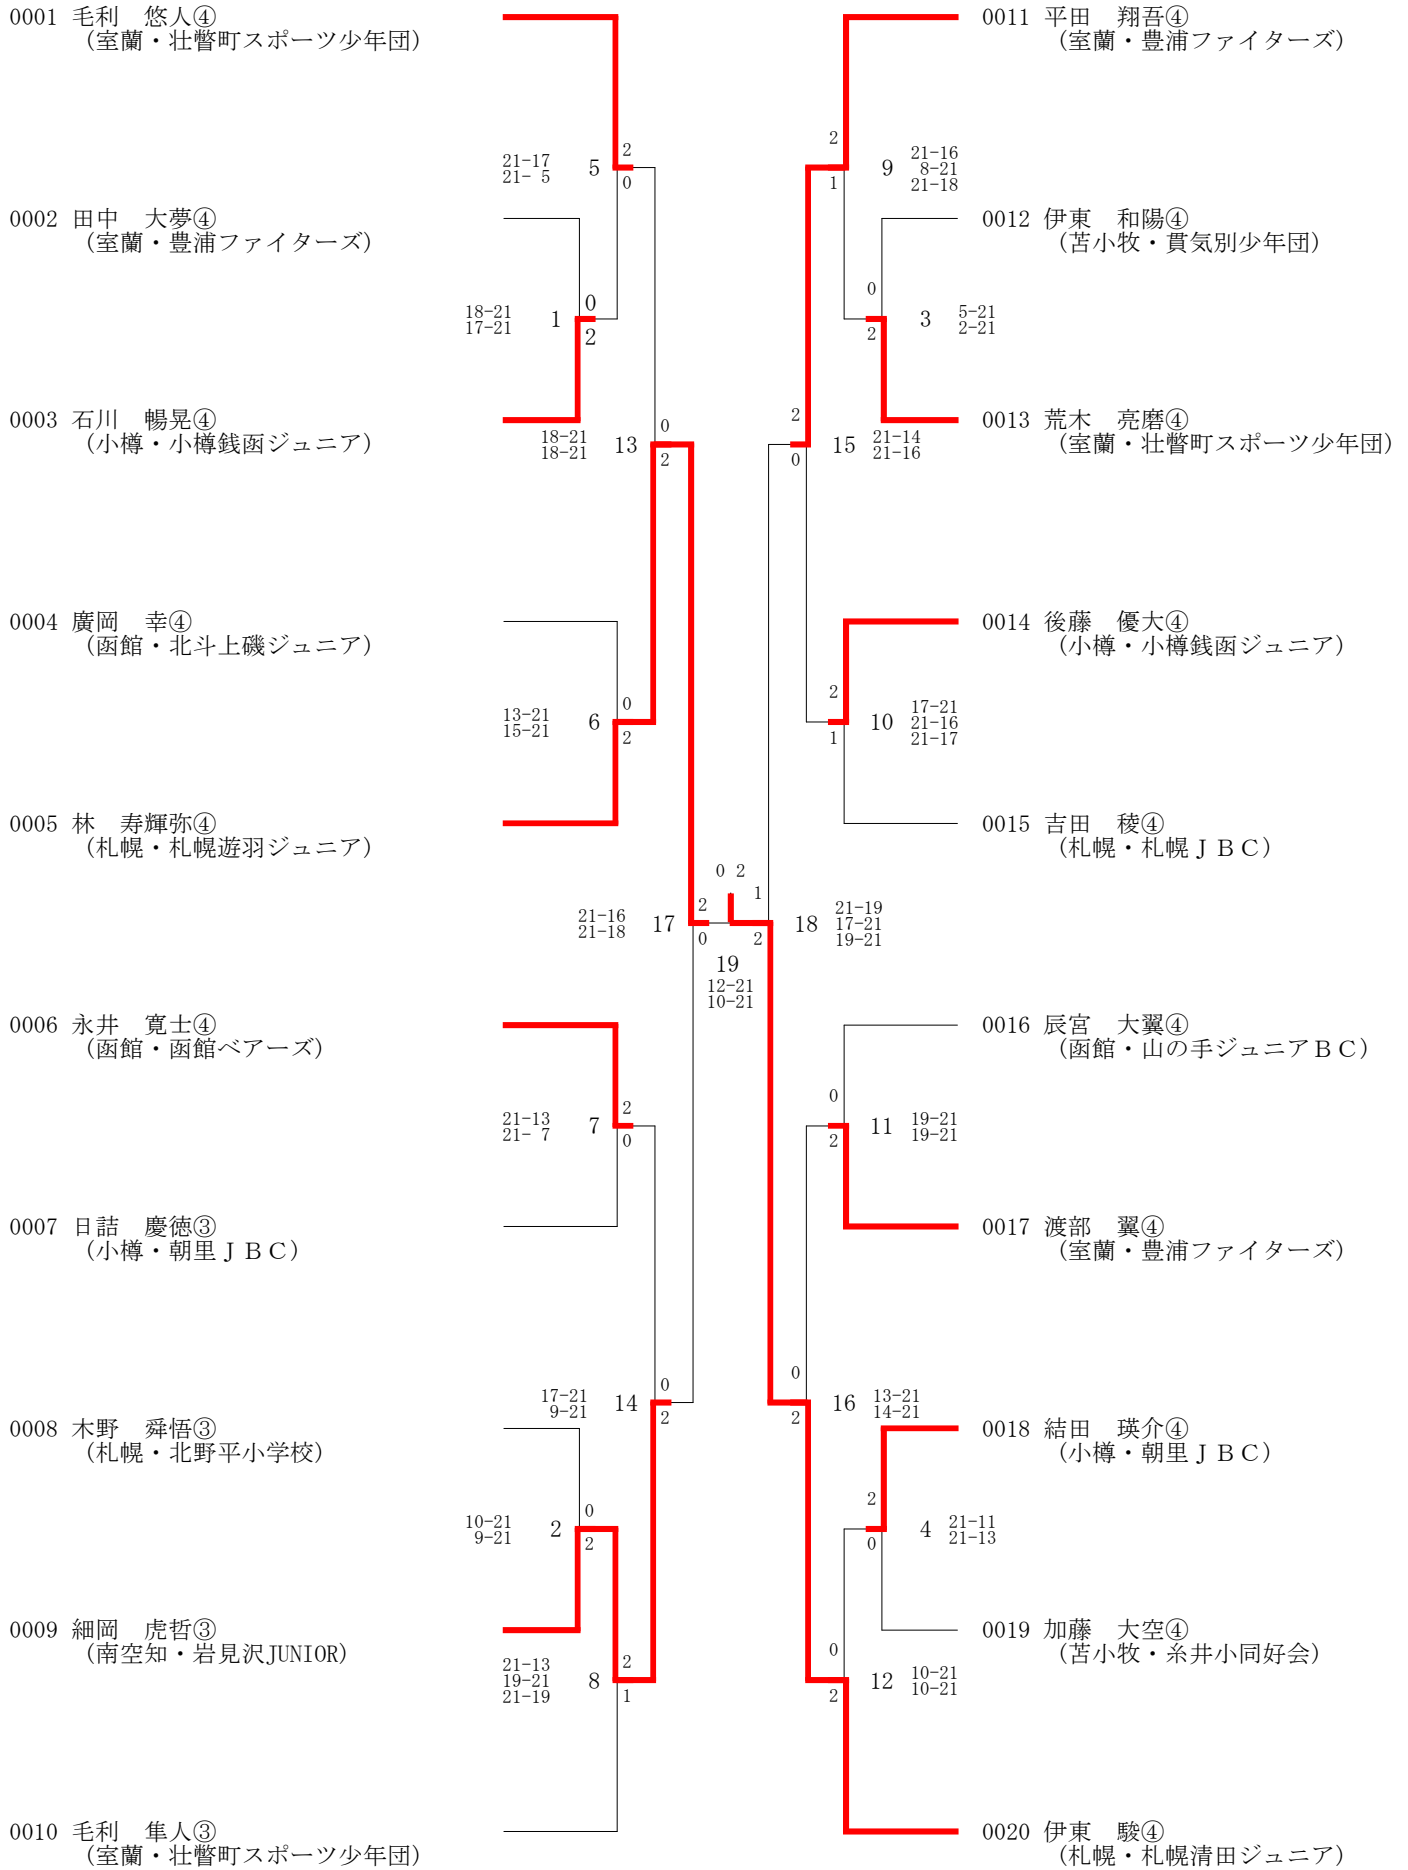 0001 毛利　悠人④
（室蘭・壮瞥町スポーツ少年団）
21-17
21- 5
5
2
0
0002 田中　大夢④
（室蘭・豊浦ファイターズ）
18-21
17-21
1
0
2
0003 石川　暢晃④
（小樽・小樽銭函ジュニア）
18-21
18-21
13
0
2
0004 廣岡　幸④
（函館・北斗上磯ジュニア）
13-21
15-21
6
0
2
0005 林　寿輝弥④
（札幌・札幌遊羽ジュニア）
21-16
21-18
17
2
0
0006 永井　寛士④
（函館・函館ベアーズ）
21-13
21- 7
7
2
0
0007 日詰　慶徳③
（小樽・朝里ＪＢＣ）
17-21
9-21
14
0
2
0008 木野　舜悟③
（札幌・北野平小学校）
10-21
9-21
2
0
2
0009 細岡　虎哲③
（南空知・岩見沢JUNIOR）
21-13
19-21
21-19
8
2
1
0010 毛利　隼人③
（室蘭・壮瞥町スポーツ少年団）
0 2
19
12-21
10-21
0011 平田　翔吾④
（室蘭・豊浦ファイターズ）
2
1
9
21-16
8-21
21-18
0012 伊東　和陽④
（苫小牧・貫気別少年団）
0
2
3
5-21
2-21
0013 荒木　亮磨④
（室蘭・壮瞥町スポーツ少年団）
2
0
15
21-14
21-16
0014 後藤　優大④
（小樽・小樽銭函ジュニア）
2
1
10
17-21
21-16
21-17
0015 吉田　稜④
（札幌・札幌ＪＢＣ）
1
2
18
21-19
17-21
19-21
0016 辰宮　大翼④
（函館・山の手ジュニアＢＣ）
0
2
11
19-21
19-21
0017 渡部　翼④
（室蘭・豊浦ファイターズ）
0
2
16
13-21
14-21
0018 結田　瑛介④
（小樽・朝里ＪＢＣ）
2
0
4
21-11
21-13
0019 加藤　大空④
（苫小牧・糸井小同好会）
0
2
12
10-21
10-21
0020 伊東　駿④
（札幌・札幌清田ジュニア）